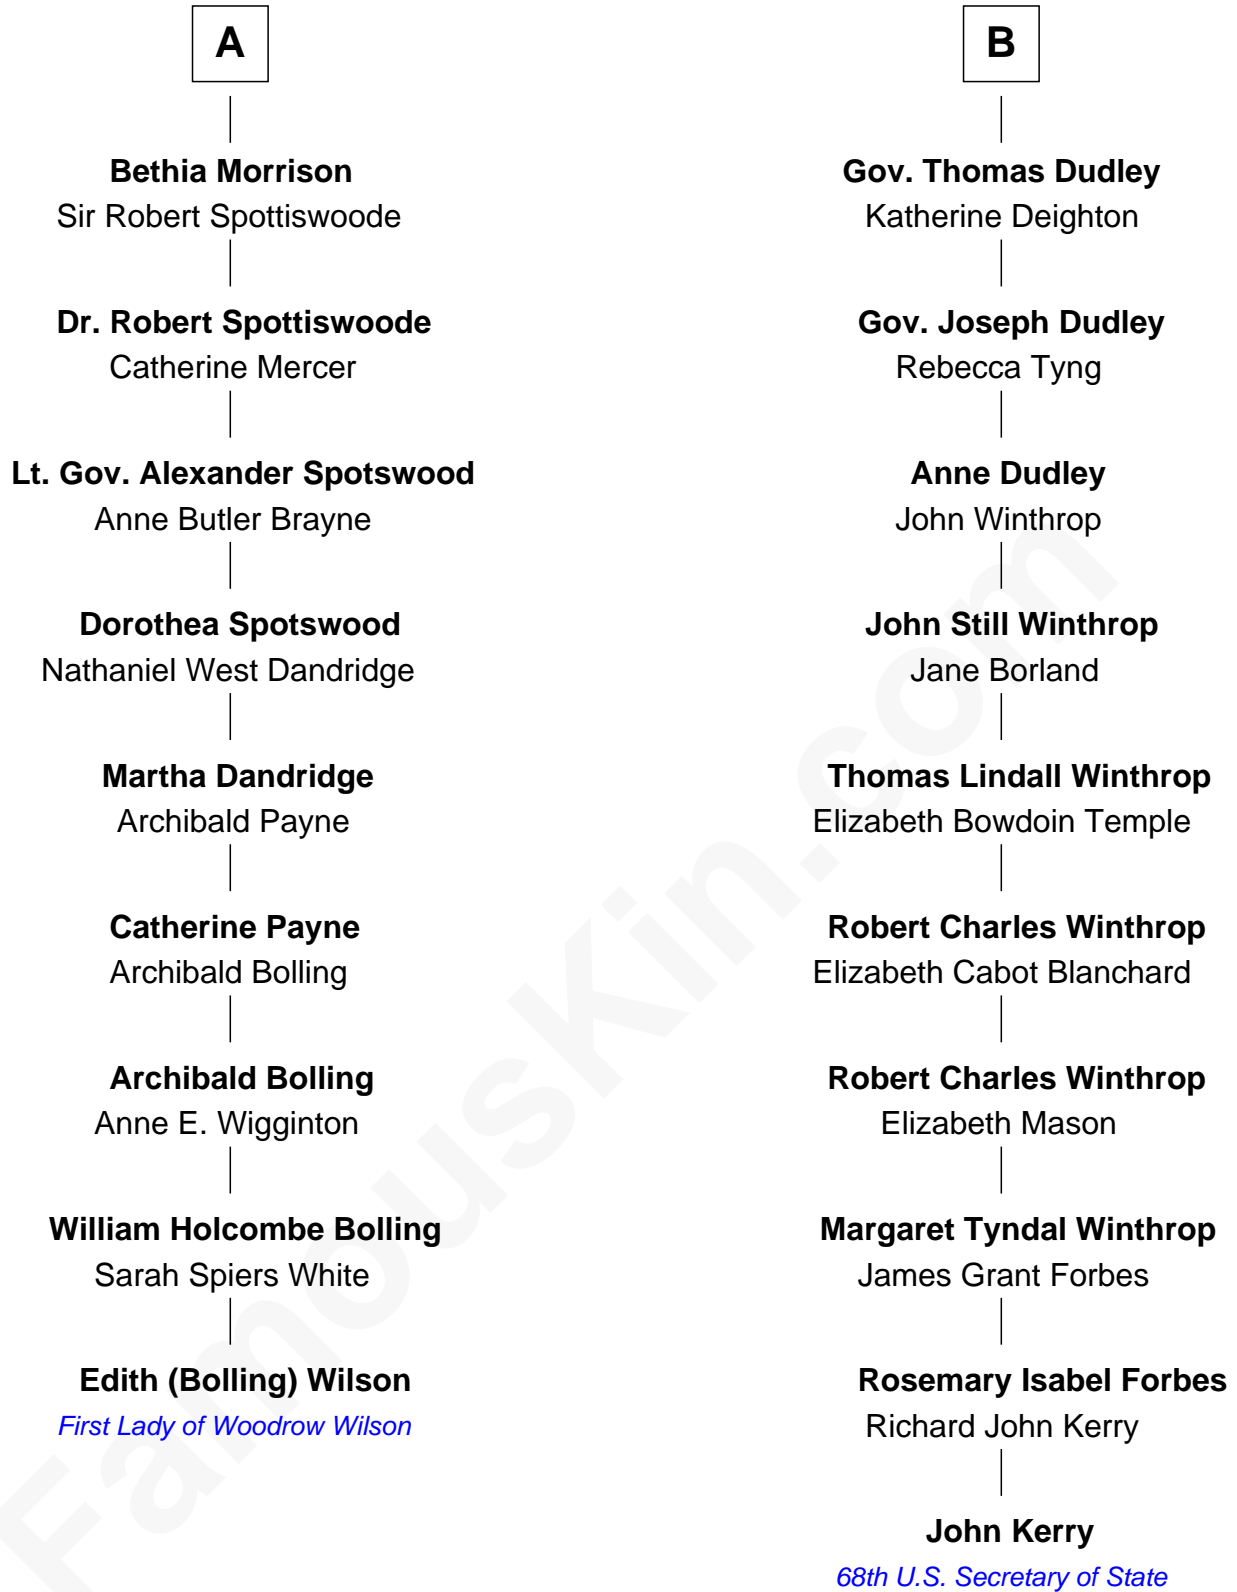 A
Bethia Morrison
Sir Robert Spottiswoode
Dr. Robert Spottiswoode
Catherine Mercer
Lt. Gov. Alexander Spotswood
Anne Butler Brayne
Dorothea Spotswood
Nathaniel West Dandridge
Martha Dandridge
Archibald Payne
Catherine Payne
Archibald Bolling
Archibald Bolling
Anne E. Wigginton
William Holcombe Bolling
Sarah Spiers White
Edith (Bolling) Wilson
First Lady of Woodrow Wilson
B
Gov. Thomas Dudley
Katherine Deighton
Gov. Joseph Dudley
Rebecca Tyng
Anne Dudley
John Winthrop
John Still Winthrop
Jane Borland
Thomas Lindall Winthrop
Elizabeth Bowdoin Temple
Robert Charles Winthrop
Elizabeth Cabot Blanchard
Robert Charles Winthrop
Elizabeth Mason
Margaret Tyndal Winthrop
James Grant Forbes
Rosemary Isabel Forbes
Richard John Kerry
John Kerry
68th U.S. Secretary of State
FamousKin.com